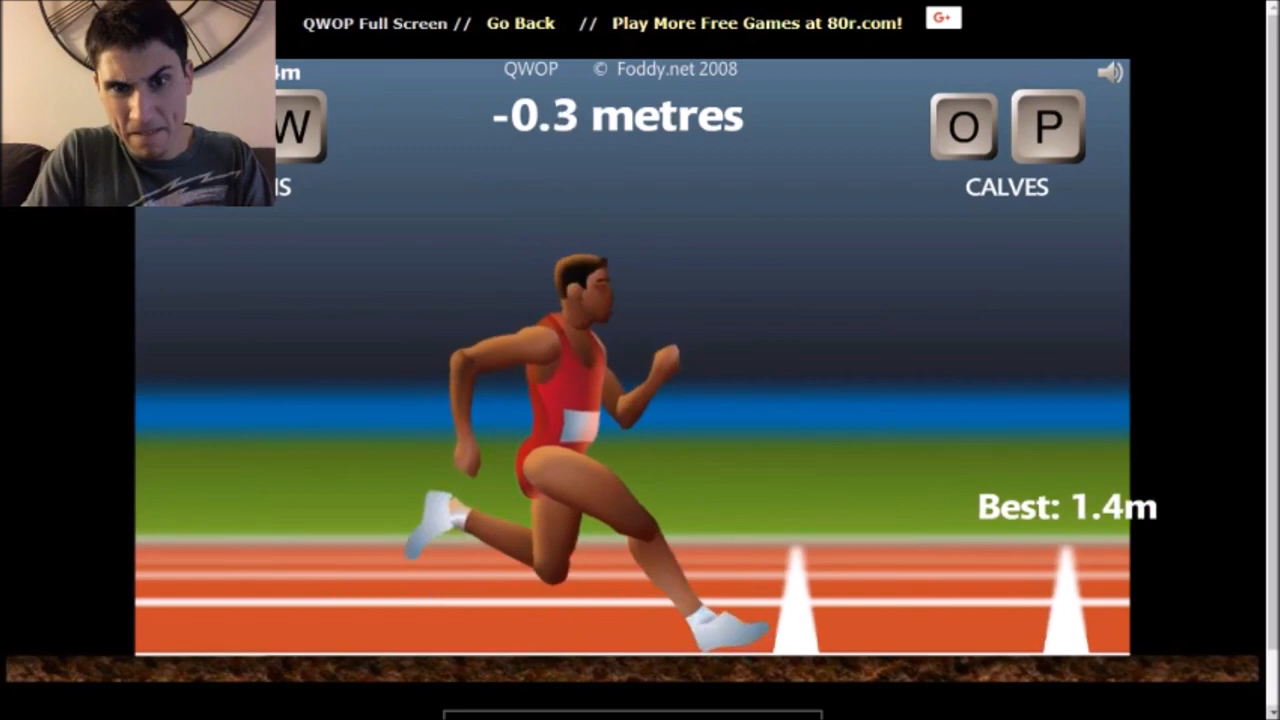 QWOP Full Screen // Go Back // Play More Free Games at 80r.com! G+
QWOP © Foddy.net 2008
4m
-0.3 metres
W O P
CALVES
Best: 1.4m